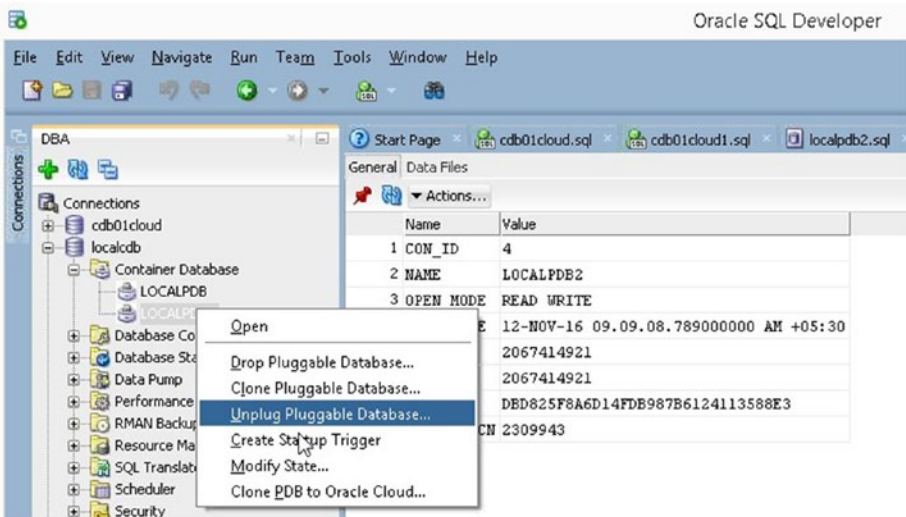 Oracle SQL Developer
File Edit View Navigate Run Team Tools Window Help
Connections
DBA
Connections
cdb01cloud
localcdb
Container Database
LOCALPDB
LOCALPD
Database Co
Database Sta
Data Pump
Performance
RMAN Backup
Resource Ma
SQL Translat
Scheduler
Security
Open
Drop Pluggable Database...
Clone Pluggable Database...
Unplug Pluggable Database...
Create Startup Trigger
Modify State...
Clone PDB to Oracle Cloud...
Start Page cdb01cloud.sql cdb01cloud1.sql localpdb2.sql
General Data Files
Actions...
Name Value
1 CON_ID 4
2 NAME LOCALPDB2
3 OPEN MODE READ WRITE
E 12-NOV-16 09.09.08.789000000 AM +05:30
2067414921
2067414921
DBD825F8A6D14FDB987B6124113588E3
CN 2309943